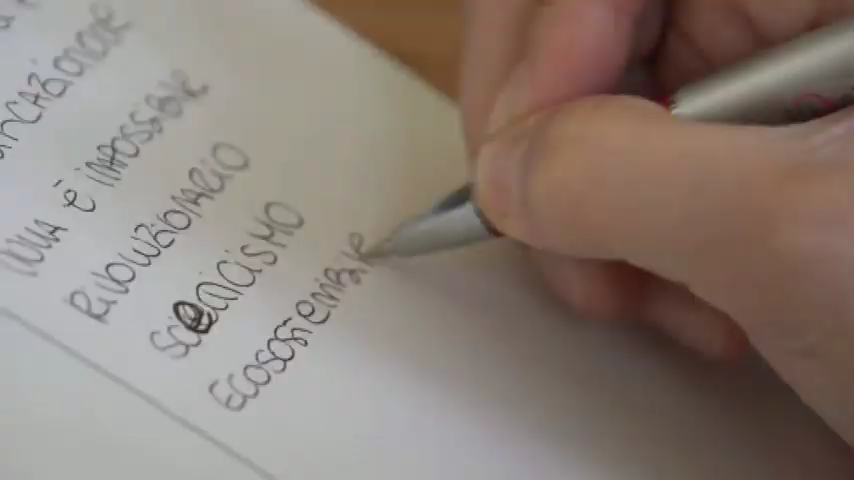 NULLA È IMPOSSIBILE
RIVOLUZIONARIO
SCETTICISMO
ECOSOSTENIBILE